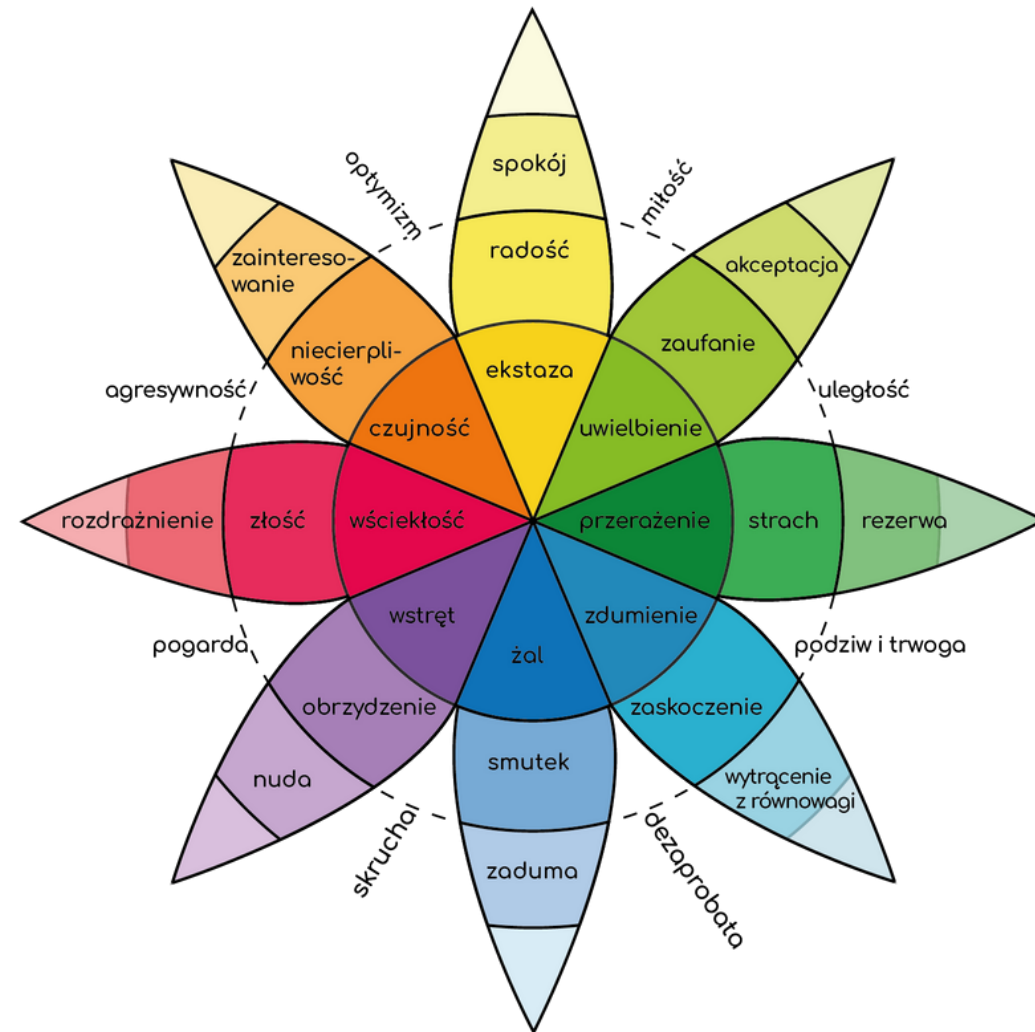 spokój
optymizm
miłość
radość
zaintereso-
wanie
akceptacja
niecierpli-
wość
zaufanie
ekstaza
agresywność
uległość
czujność
uwielbienie
rozdrażnienie
złość
wściekłość
przerażenie
strach
rezerwa
wstręt
zdumienie
pogarda
żal
podziw i trwoga
obrzydzenie
zaskoczenie
smutek
nuda
wytrącenie
z równowagi
skrucha
zaduma
dezaprobata